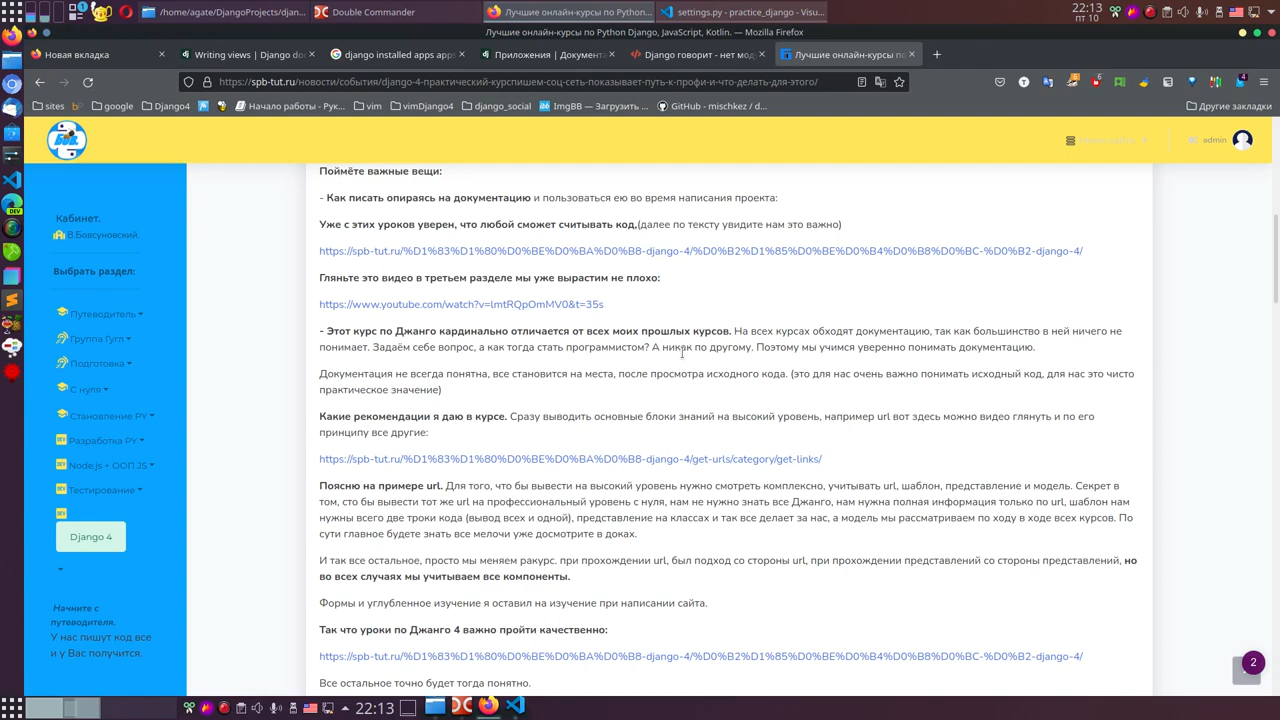 /home/agate/DjangoProjects/djan...
Double Commander
Лучшие онлайн-курсы по Python...
settings.py - practice_django - Visu...
22:13
пт 10
Лучшие онлайн-курсы по Python Django, JavaScript, Kotlin. — Mozilla Firefox
Новая вкладка
Writing views | Django doc
django installed apps apps
Приложения | Документа
Django говорит - нет мод
Лучшие онлайн-курсы по
https://spb-tut.ru/новости/события/django-4-практический-курспишем-соц-сеть-показывает-путь-к-профи-и-что-делать-для-этого/
sites
google
Django4
Начало работы - Рук...
vim
vimDjango4
django_social
ImgBB — Загрузить ...
GitHub - mischkez / d...
Другие закладки
admin
Поймёте важные вещи:
- Как писать опираясь на документацию и пользоваться ею во время написания проекта:
Уже с этих уроков уверен, что любой сможет считывать код,(далее по тексту увидите нам это важно)
https://spb-tut.ru/%D1%83%D1%80%D0%BE%D0%BA%D0%B8-django-4/%D0%B2%D1%85%D0%BE%D0%B4%D0%B8%D0%BC-%D0%B2-django-4/
Гляньте это видео в третьем разделе мы уже вырастим не плохо:
https://www.youtube.com/watch?v=lmtRQpOmMV0&t=35s
- Этот курс по Джанго кардинально отличается от всех моих прошлых курсов. На всех курсах обходят документацию, так как большинство в ней ничего не
понимает. Задаём себе вопрос, а как тогда стать программистом? А никак по другому. Поэтому мы учимся уверенно понимать документацию.
Документация не всегда понятна, все становится на места, после просмотра исходного кода. (это для нас очень важно понимать исходный код, для нас это чисто
практическое значение)
Какие рекомендации я даю в курсе. Сразу выводить основные блоки знаний на высокий уровень, например url вот здесь можно видео глянуть и по его
принципу все другие:
https://spb-tut.ru/%D1%83%D1%80%D0%BE%D0%BA%D0%B8-django-4/get-urls/category/get-links/
Поясню на примере url. Для того, что бы вывести на высокий уровень нужно смотреть комплексно, учитывать url, шаблон, представление и модель. Секрет в
том, сто бы вывести тот же url на профессиональный уровень с нуля, нам не нужно знать все Джанго, нам нужна полная информация только по url, шаблон нам
нужны всего две троки кода (вывод всех и одной), представление на классах и так все делает за нас, а модель мы рассматриваем по ходу в ходе всех курсов. По
сути главное будете знать все мелочи уже досмотрите в доках.
И так все остальное, просто мы меняем ракурс. при прохождении url, был подход со стороны url, при прохождении представлений со стороны представлений, но
во всех случаях мы учитываем все компоненты.
Формы и углубленное изучение я оставил на изучение при написании сайта.
Так что уроки по Джанго 4 важно пройти качественно:
https://spb-tut.ru/%D1%83%D1%80%D0%BE%D0%BA%D0%B8-django-4/%D0%B2%D1%85%D0%BE%D0%B4%D0%B8%D0%BC-%D0%B2-django-4/
Все остальное точно будет тогда понятно.
Кабинет.
В.Бовсуновский.
Выбрать раздел:
Путеводитель
Группа Гугл
Подготовка
С нуля
Становление PY
Разработка PY
Node.js + ООП JS
Тестирование
Django 4
Начните с
путеводителя.
У нас пишут код все
и у Вас получится.
2
22:13